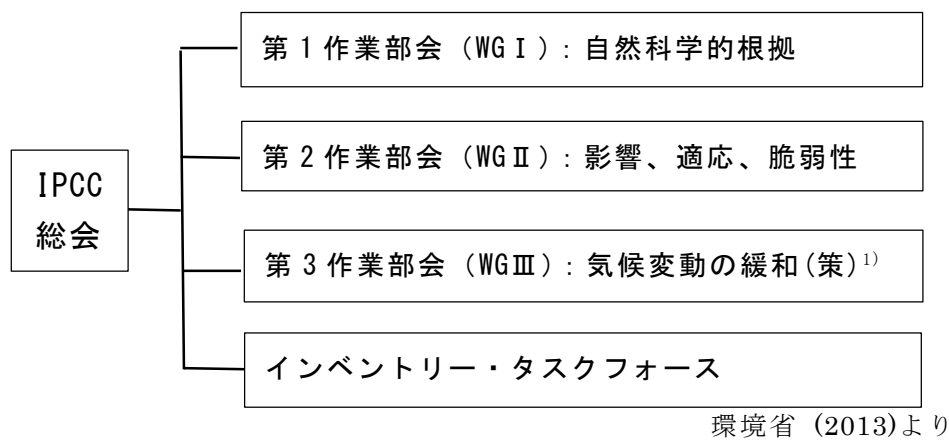 IPCC
総会
第1作業部会（WGⅠ）：自然科学的根拠
第2作業部会（WGⅡ）：影響、適応、脆弱性
第3作業部会（WGⅢ）：気候変動の緩和(策)1)
インベントリー・タスクフォース
環境省 (2013)より